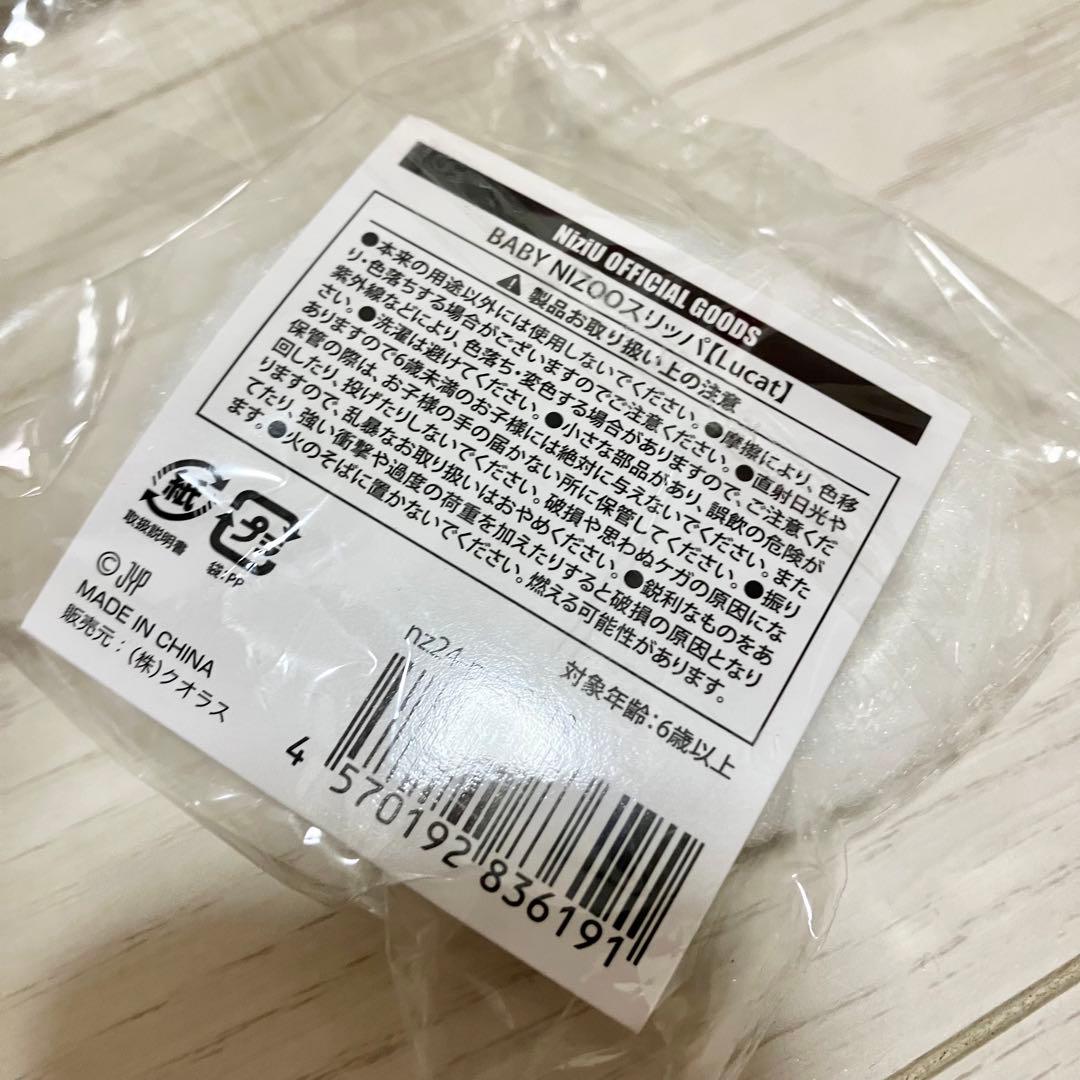 NiziU OFFICIAL GOODS
BABY NIZOOスリッパ【Lucat】
製品お取り扱い上の注意
●本来の用途以外には使用しないでください。●摩擦により、色移
り・色落ちする場合がございますのでご注意ください。●直射日光や
紫外線などにより、色落ち・変色する場合がありますので、ご注意くだ
さい。●洗濯は避けてください。●小さな部品があり、誤飲の危険が
ありますので6歳未満のお子様には絶対に与えないでください。また
保管の際は、お子様の手の届かない所に保管してください。●振り
回したり、投げたりしないでください。破損や思わぬケガの原因にな
りますので、乱暴なお取り扱いはおやめください。●鋭利なものをあ
てたり、強い衝撃や過度の荷重を加えたりすると破損の原因となり
ます。●火のそばに置かないでください。燃える可能性があります。
紙
取扱説明書
プラ
袋:PP
対象年齢:6歳以上
© JYP
MADE IN CHINA
販売元:(株)クオラス
nz24
4 570192 836191